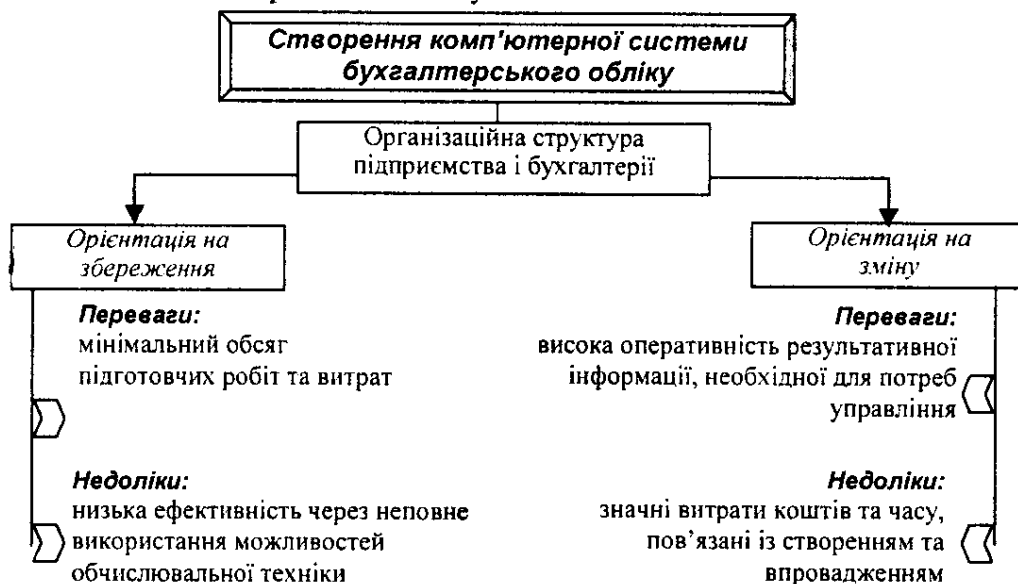 Створення комп'ютерної системи
бухгалтерського обліку
Організаційна структура
підприємства і бухгалтерії
Орієнтація на
збереження
Орієнтація на
зміну
Переваги:
мінімальний обсяг
підготовчих робіт та витрат
Недоліки:
низька ефективність через неповне
використання можливостей
обчислювальної техніки
Переваги:
висока оперативність результативної
інформації, необхідної для потреб
управління
Недоліки:
значні витрати коштів та часу,
пов’язані із створенням та
впровадженням